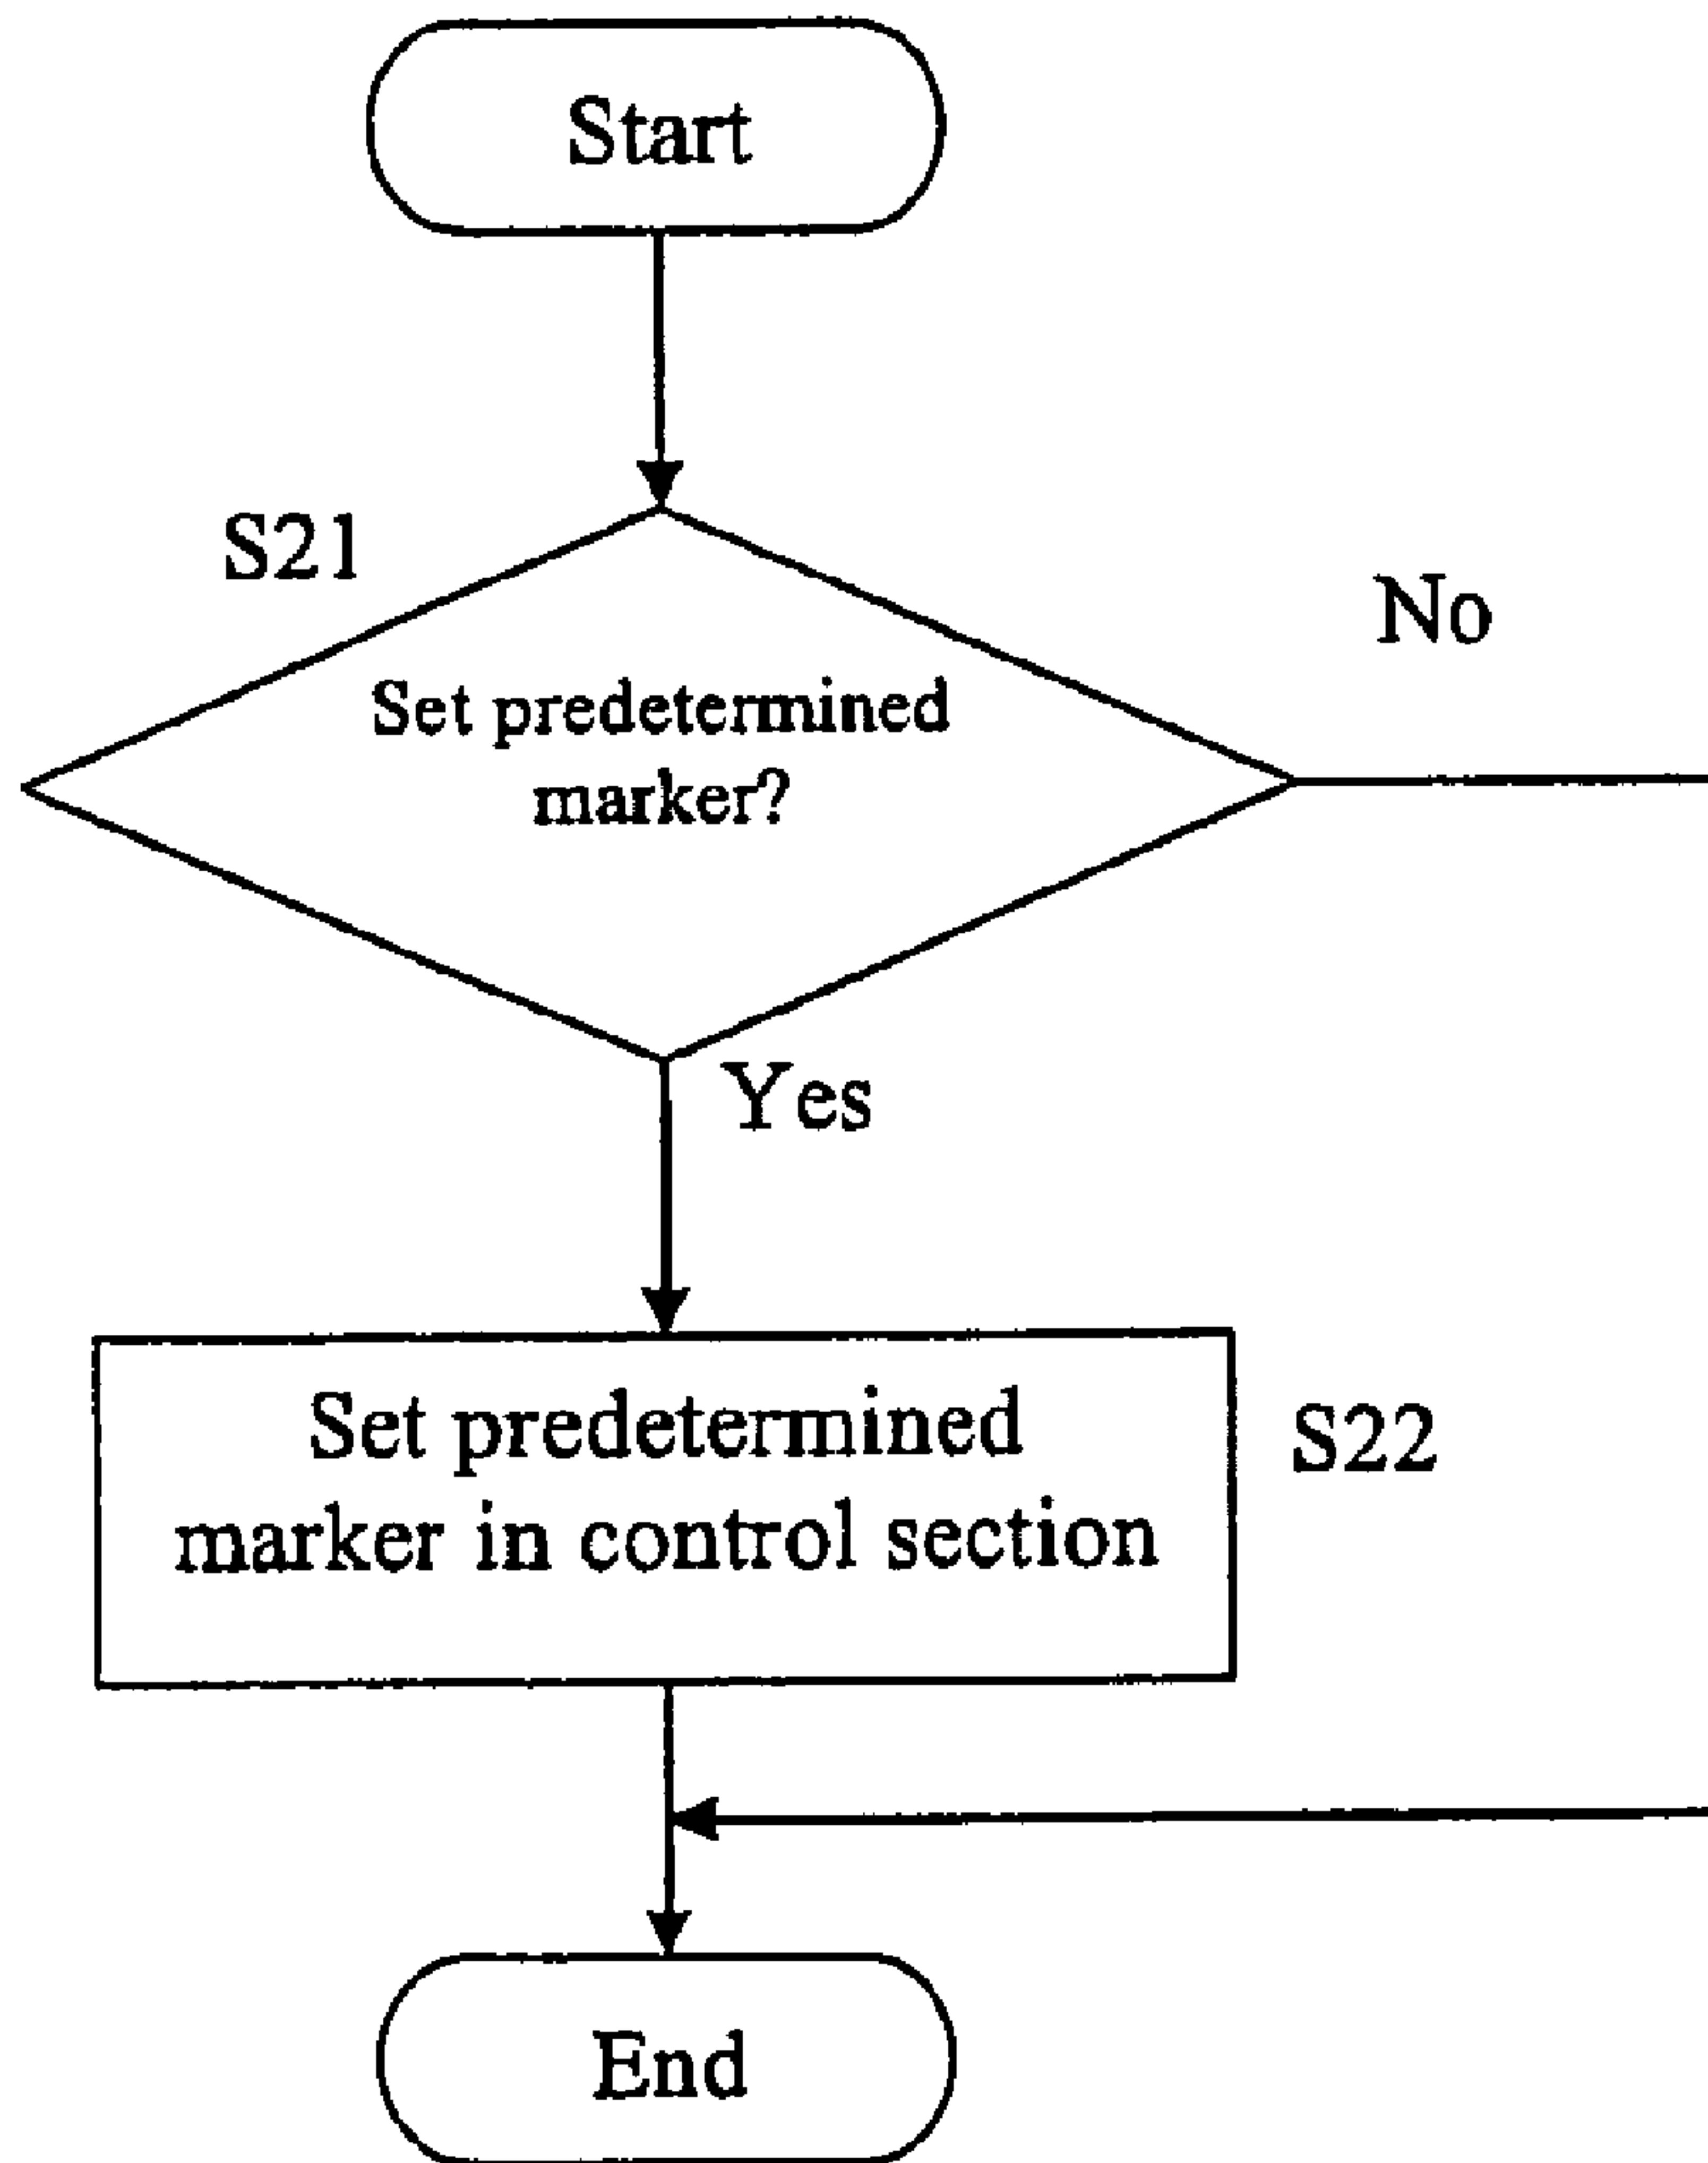 Start
S21
No
Set predetermined
marker?
Yes
Set predetermined
marker in control section
S22
End